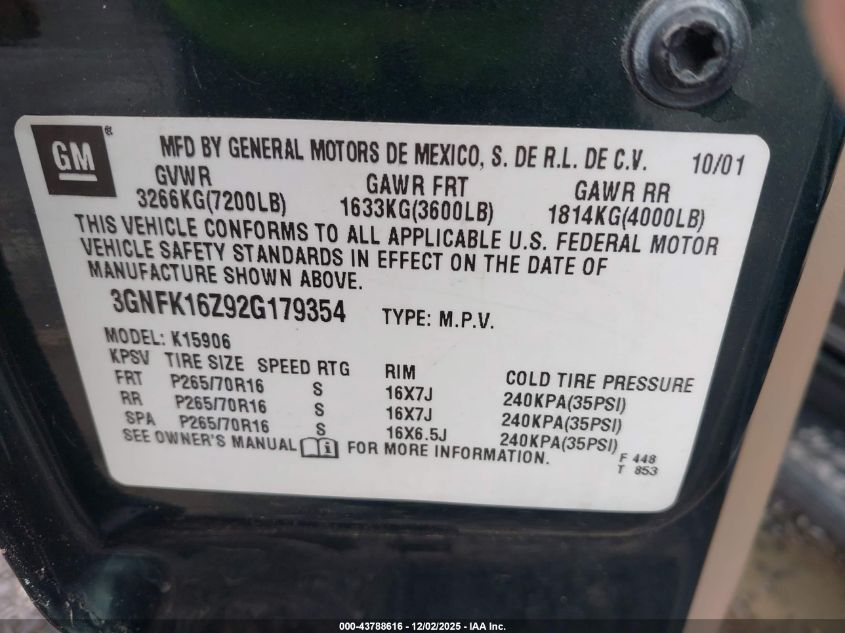 GM ®
MFD BY GENERAL MOTORS DE MEXICO, S. DE R.L. DE C.V. 10/01
GVWR GAWR FRT GAWR RR
3266KG(7200LB) 1633KG(3600LB) 1814KG(4000LB)
THIS VEHICLE CONFORMS TO ALL APPLICABLE U.S. FEDERAL MOTOR
VEHICLE SAFETY STANDARDS IN EFFECT ON THE DATE OF
MANUFACTURE SHOWN ABOVE.
3GNFK16Z92G179354 TYPE: M.P.V.
MODEL: K15906
KPSV TIRE SIZE SPEED RTG RIM COLD TIRE PRESSURE
FRT P265/70R16 S 16X7J 240KPA(35PSI)
RR P265/70R16 S 16X7J 240KPA(35PSI)
SPA P265/70R16 S 16X6.5J 240KPA(35PSI)
SEE OWNER'S MANUAL i FOR MORE INFORMATION.
F 448
T 853
000-43788616 - 12/02/2025 - IAA Inc.